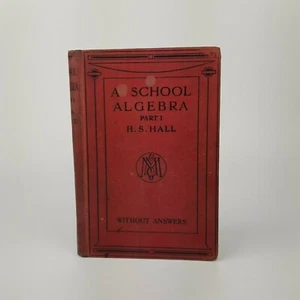 A SCHOOL
ALGEBRA
PART I
H. S. HALL
WITHOUT ANSWERS